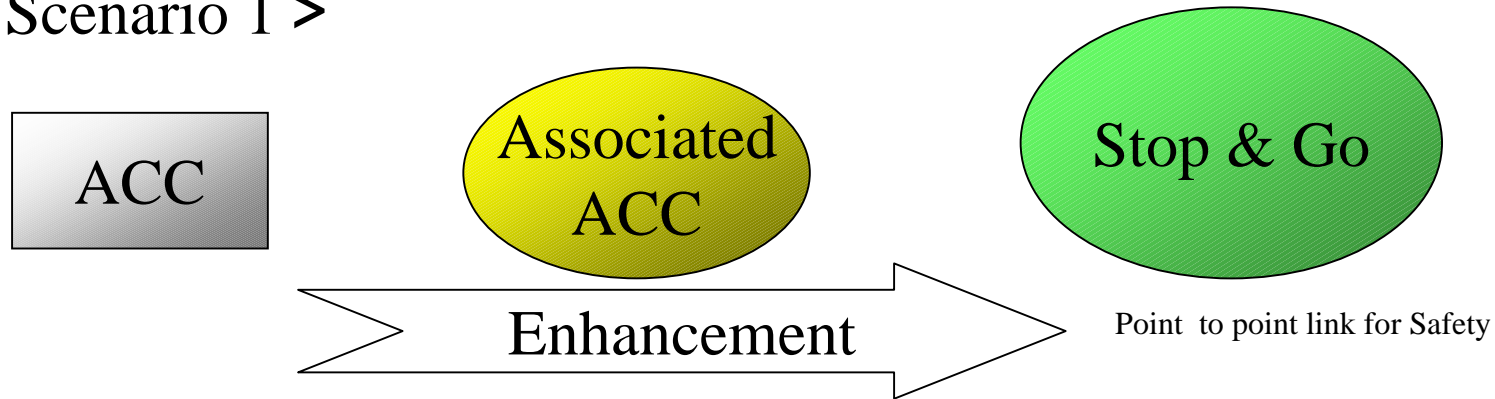 Scenario 1 >
ACC
Associated
ACC
Stop & Go
Enhancement
Point to point link for Safety